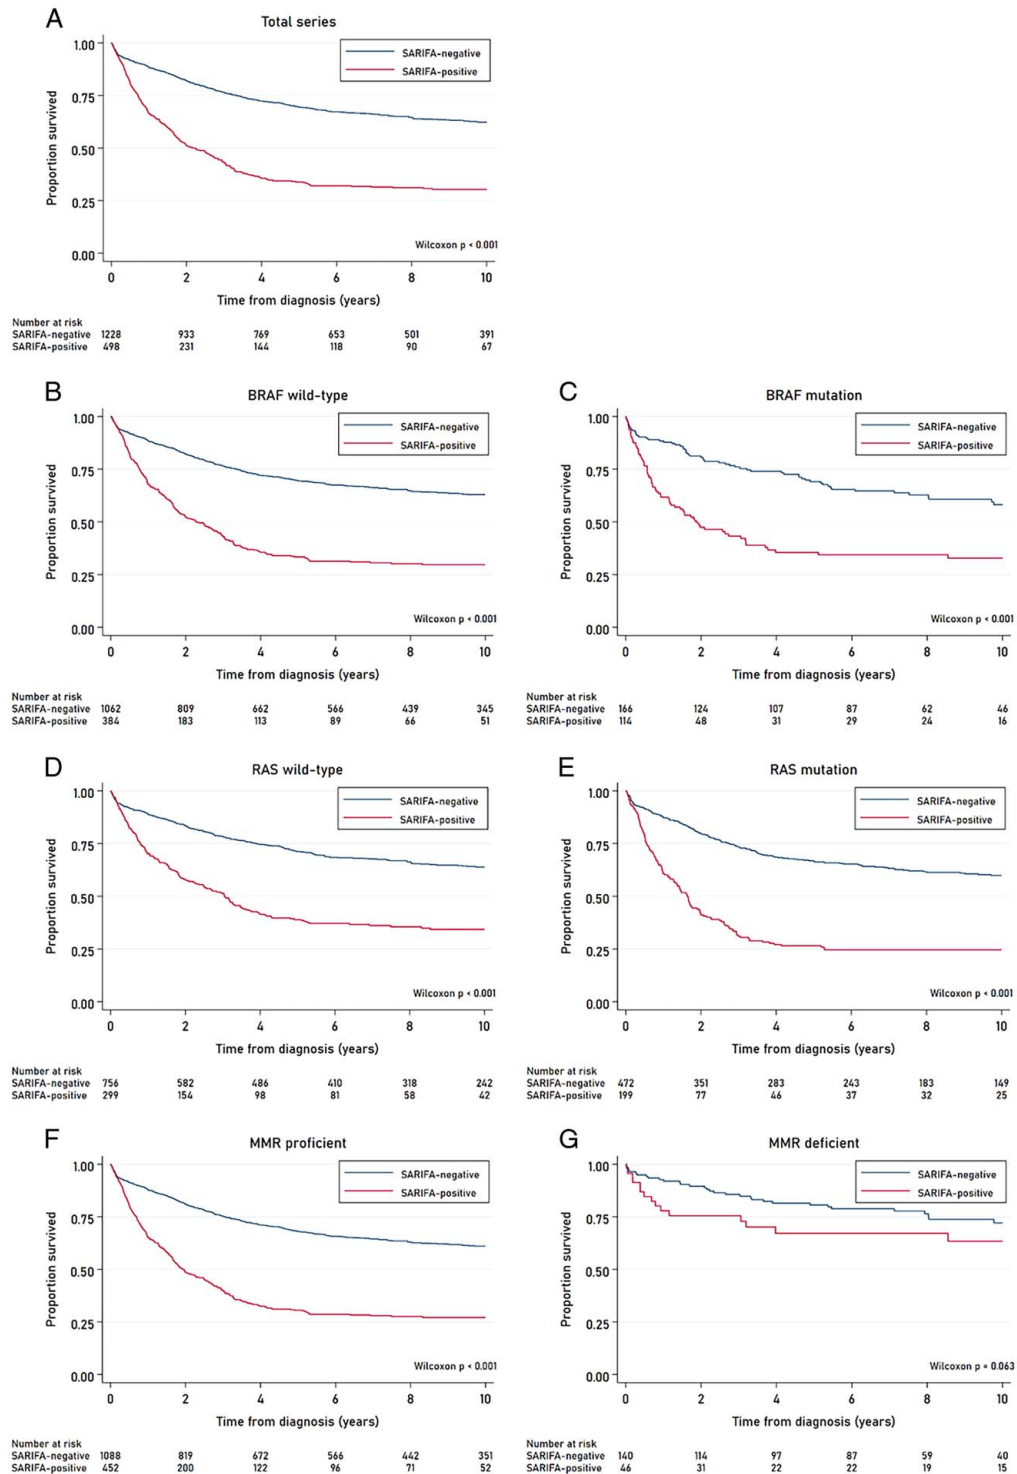 A
Total series
SARIFA-negative
SARIFA-positive
1.00
0.75
0.50
0.25
0.00
Proportion survived
Wilcoxon p < 0.001
0 2 4 6 8 10
Time from diagnosis (years)
Number at risk
SARIFA-negative 1228 933 769 653 501 391
SARIFA-positive 498 231 144 118 90 67
B
BRAF wild-type
SARIFA-negative
SARIFA-positive
1.00
0.75
0.50
0.25
0.00
Proportion survived
Wilcoxon p < 0.001
0 2 4 6 8 10
Time from diagnosis (years)
Number at risk
SARIFA-negative 1062 809 662 566 439 345
SARIFA-positive 384 183 113 89 66 51
C
BRAF mutation
SARIFA-negative
SARIFA-positive
1.00
0.75
0.50
0.25
0.00
Proportion survived
Wilcoxon p < 0.001
0 2 4 6 8 10
Time from diagnosis (years)
Number at risk
SARIFA-negative 166 124 107 87 62 46
SARIFA-positive 114 48 31 29 24 16
D
RAS wild-type
SARIFA-negative
SARIFA-positive
1.00
0.75
0.50
0.25
0.00
Proportion survived
Wilcoxon p < 0.001
0 2 4 6 8 10
Time from diagnosis (years)
Number at risk
SARIFA-negative 756 582 486 410 318 242
SARIFA-positive 299 154 98 81 58 42
E
RAS mutation
SARIFA-negative
SARIFA-positive
1.00
0.75
0.50
0.25
0.00
Proportion survived
Wilcoxon p < 0.001
0 2 4 6 8 10
Time from diagnosis (years)
Number at risk
SARIFA-negative 472 351 283 243 183 149
SARIFA-positive 199 77 46 37 32 25
F
MMR proficient
SARIFA-negative
SARIFA-positive
1.00
0.75
0.50
0.25
0.00
Proportion survived
Wilcoxon p < 0.001
0 2 4 6 8 10
Time from diagnosis (years)
Number at risk
SARIFA-negative 1088 819 672 566 442 351
SARIFA-positive 452 200 122 96 71 52
G
MMR deficient
SARIFA-negative
SARIFA-positive
1.00
0.75
0.50
0.25
0.00
Proportion survived
Wilcoxon p = 0.063
0 2 4 6 8 10
Time from diagnosis (years)
Number at risk
SARIFA-negative 140 114 97 87 59 40
SARIFA-positive 46 31 22 22 19 15